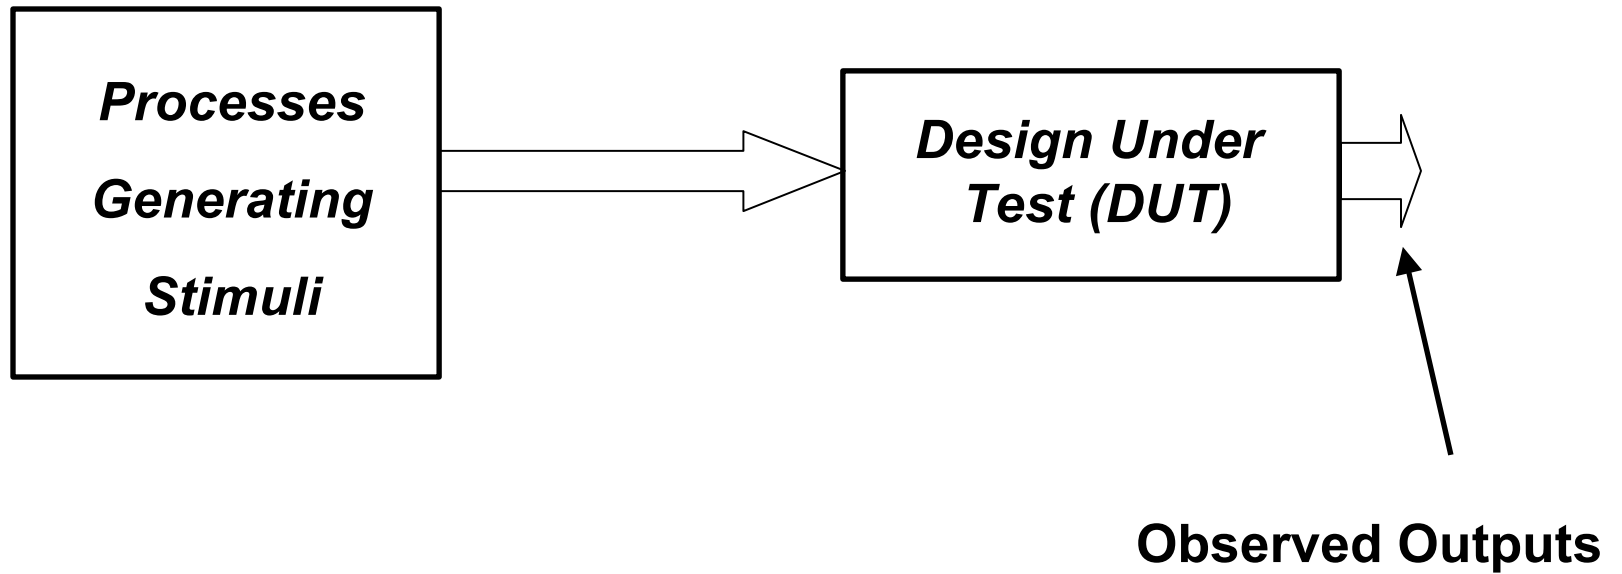 Processes
Generating
Stimuli
Design Under
Test (DUT)
Observed Outputs